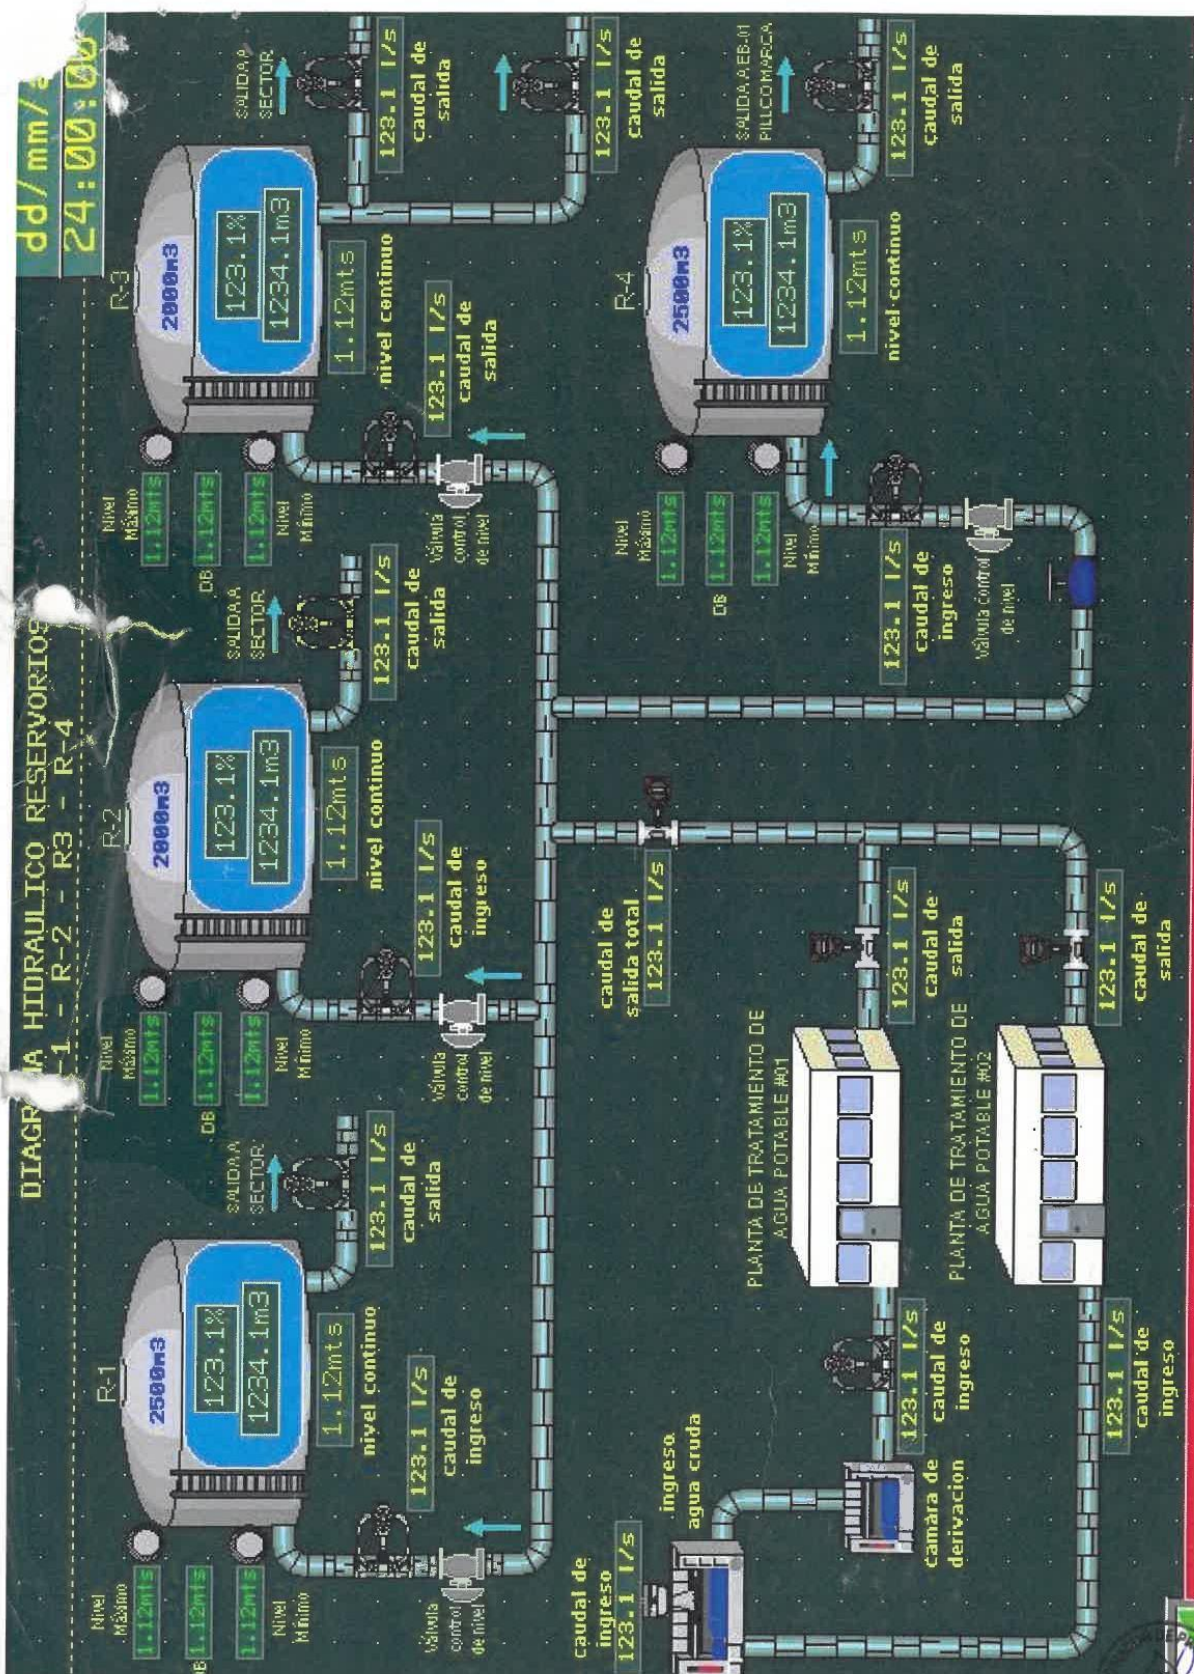 dd/mm/
24:00:00
HIDRAULICO RESERVORIOS
-1 - R-2 - R3 - R-4
R-1
2500m3
123.1%
1234.1m3
1.12mts
nivel continuo
Nivel
Máximo
1.12mts
DB
1.12mts
1.12mts
Nivel
Mínimo
Válvula
control
de nivel
123.1 l/s
caudal de
ingreso
SALIDA A
SECTOR
123.1 l/s
caudal de
salida
R-2
2000m3
123.1%
1234.1m3
1.12mts
nivel continuo
Nivel
Máximo
1.12mts
DB
1.12mts
1.12mts
Nivel
Mínimo
Válvula
control
de nivel
123.1 l/s
caudal de
ingreso
SALIDA A
SECTOR
123.1 l/s
caudal de
salida
R-3
2000m3
123.1%
1234.1m3
1.12mts
nivel continuo
Nivel
Máximo
1.12mts
DB
1.12mts
1.12mts
Nivel
Mínimo
Válvula
control
de nivel
123.1 l/s
caudal de
salida
SALIDA A
SECTOR
123.1 l/s
caudal de
salida
123.1 l/s
caudal de
salida
caudal de
ingreso
123.1 l/s
ingreso
agua cruda
camára de
derivacion
123.1 l/s
caudal de
ingreso
123.1 l/s
caudal de
ingreso
PLANTA DE TRATAMIENTO DE
AGUA POTABLE #01
PLANTA DE TRATAMIENTO DE
AGUA POTABLE #02
123.1 l/s
caudal de
salida
123.1 l/s
caudal de
salida
caudal de
salida total
123.1 l/s
R-4
2500m3
123.1%
1234.1m3
1.12mts
nivel continuo
Nivel
Máximo
1.12mts
DB
1.12mts
1.12mts
Nivel
Mínimo
123.1 l/s
caudal de
ingreso
Válvula Control
de nivel
SALIDA A EB-01
PILLCOMARCA
123.1 l/s
caudal de
salida